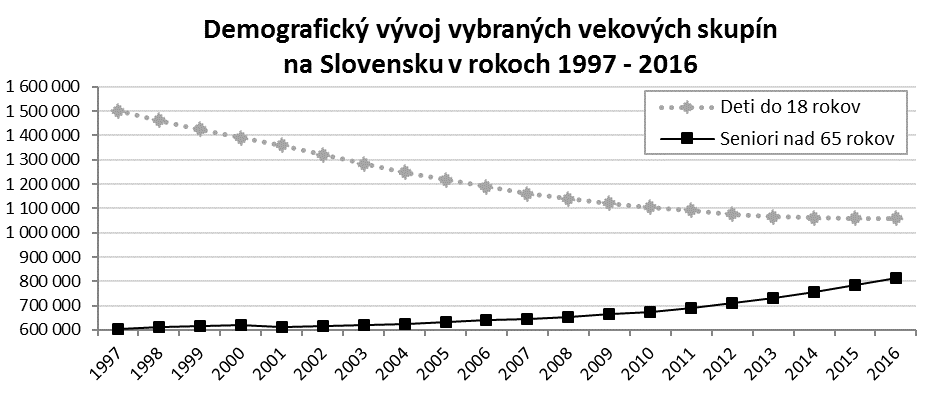 Demografický vývoj vybraných vekových skupín
na Slovensku v rokoch 1997 - 2016
1 600 000
1 500 000
1 400 000
1 300 000
1 200 000
1 100 000
1 000 000
900 000
800 000
700 000
600 000
Deti do 18 rokov
Seniori nad 65 rokov
1997
1998
1999
2000
2001
2002
2003
2004
2005
2006
2007
2008
2009
2010
2011
2012
2013
2014
2015
2016